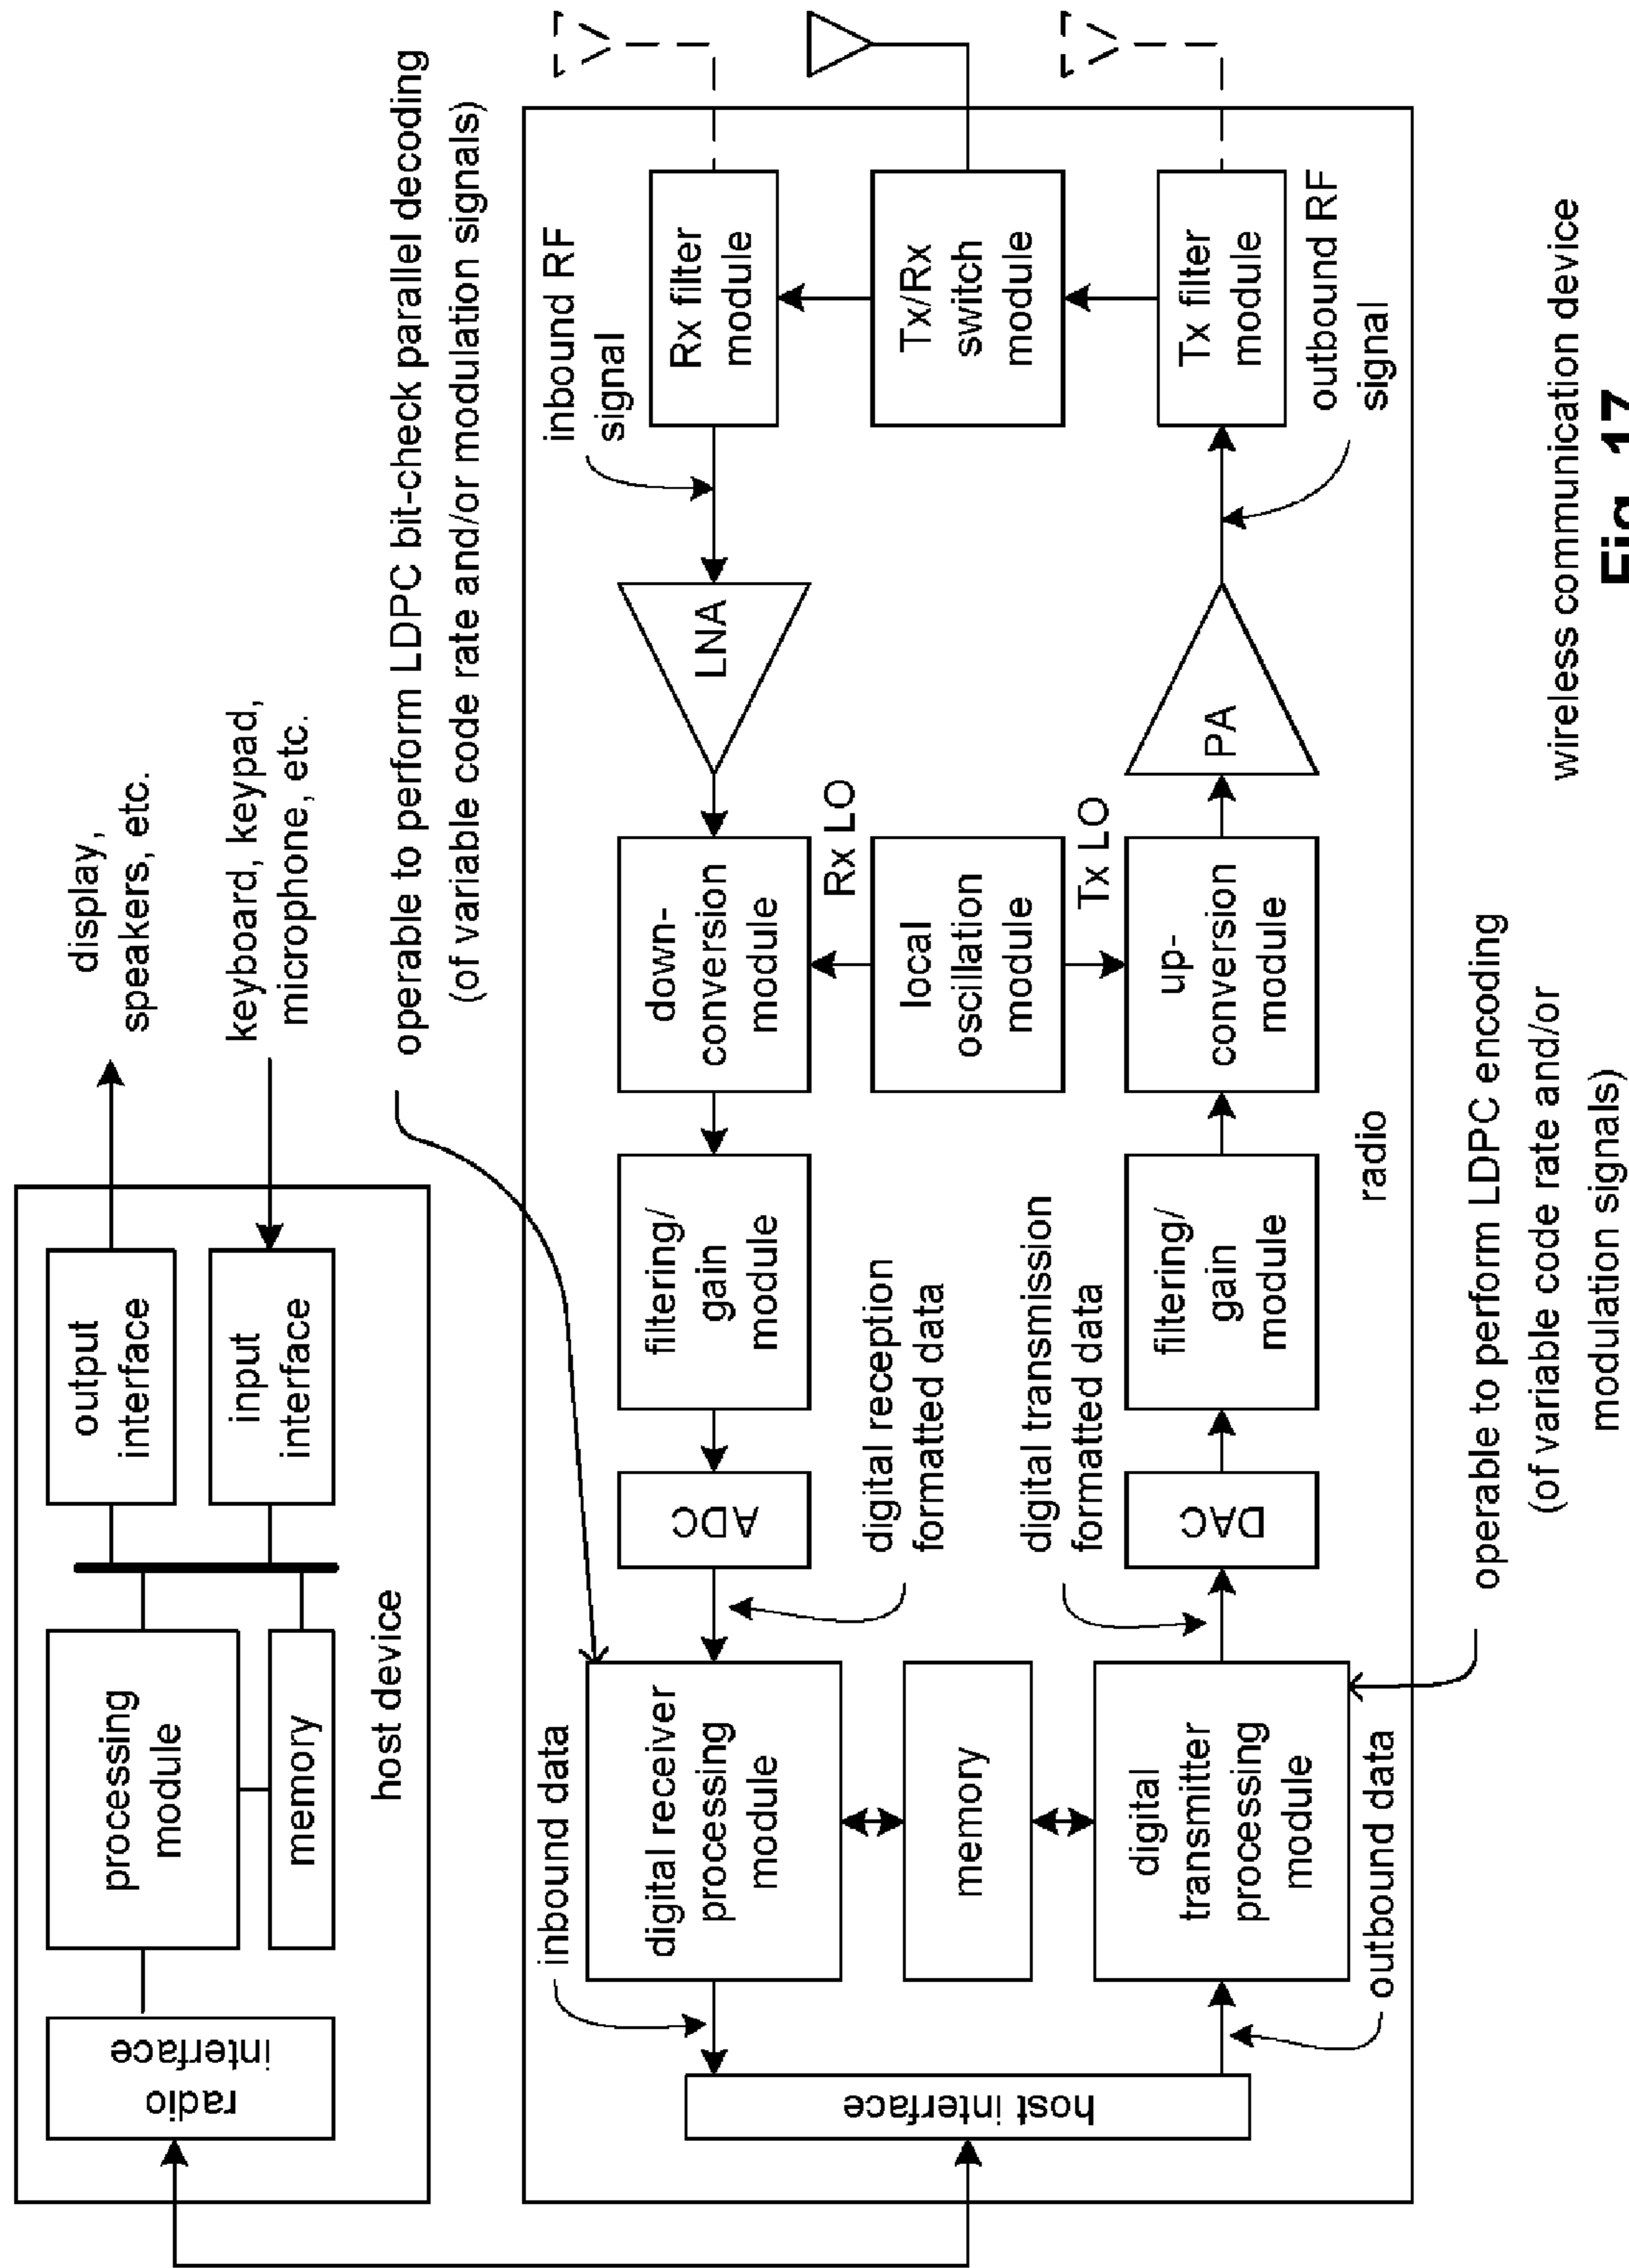 radio
interface
processing
module
memory
output
interface
input
interface
host device
display,
speakers, etc.
keyboard, keypad,
microphone, etc.
operable to perform LDPC bit-check parallel decoding
(of variable code rate and/or modulation signals)
inbound data
digital receiver
processing
module
ADC
filtering/
gain
module
down-
conversion
module
LNA
inbound RF
signal
Rx filter
module
digital reception
formatted data
Rx LO
host interface
memory
local
oscillation
module
Tx/Rx
switch
module
digital transmission
formatted data
Tx LO
digital
transmitter
processing
module
DAC
filtering/
gain
module
up-
conversion
module
PA
Tx filter
module
outbound RF
signal
outbound data
radio
operable to perform LDPC encoding
(of variable code rate and/or
modulation signals)
wireless communication device
Fig. 17